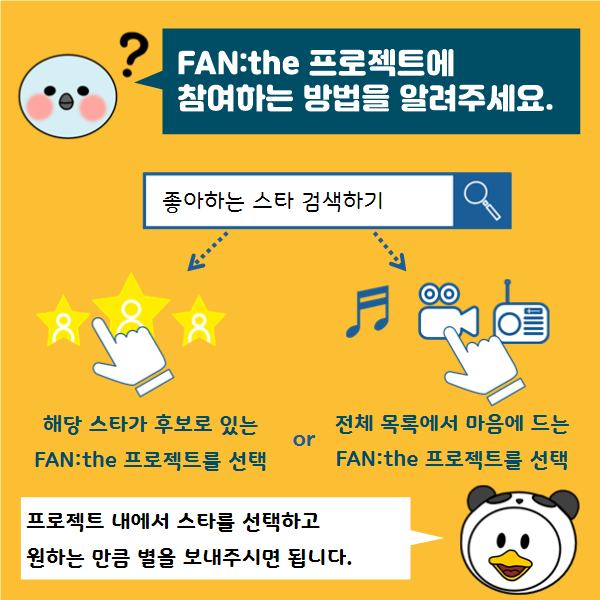 ?
FAN:the 프로젝트에
참여하는 방법을 알려주세요.
좋아하는 스타 검색하기
해당 스타가 후보로 있는
FAN:the 프로젝트를 선택
or
전체 목록에서 마음에 드는
FAN:the 프로젝트를 선택
프로젝트 내에서 스타를 선택하고
원하는 만큼 별을 보내주시면 됩니다.